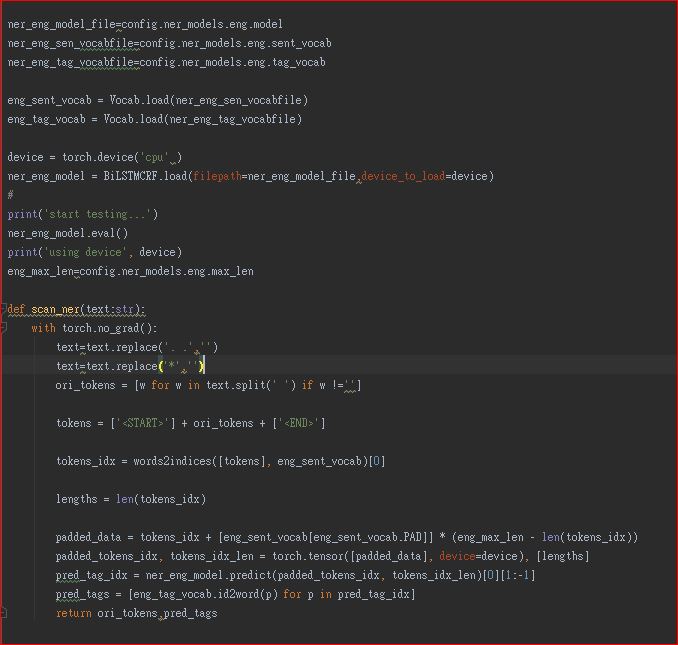 ner_eng_model_file=config.ner_models.eng.model
ner_eng_sen_vocabfile=config.ner_models.eng.sent_vocab
ner_eng_tag_vocabfile=config.ner_models.eng.tag_vocab
eng_sent_vocab = Vocab.load(ner_eng_sen_vocabfile)
eng_tag_vocab = Vocab.load(ner_eng_tag_vocabfile)
device = torch.device('cpu' )
ner_eng_model = BiLSTMCRF.load(filepath=ner_eng_model_file,device_to_load=device)
#
print('start testing...')
ner_eng_model.eval()
print('using device', device)
eng_max_len=config.ner_models.eng.max_len
def scan_ner(text:str):
with torch.no_grad():
text=text.replace('. .','')
text=text.replace('*','')
ori_tokens = [w for w in text.split(' ') if w !='']
tokens = ['<START>'] + ori_tokens + ['<END>']
tokens_idx = words2indices([tokens], eng_sent_vocab)[0]
lengths = len(tokens_idx)
padded_data = tokens_idx + [eng_sent_vocab[eng_sent_vocab.PAD]] * (eng_max_len - len(tokens_idx))
padded_tokens_idx, tokens_idx_len = torch.tensor([padded_data], device=device), [lengths]
pred_tag_idx = ner_eng_model.predict(padded_tokens_idx, tokens_idx_len)[0][1:-1]
pred_tags = [eng_tag_vocab.id2word(p) for p in pred_tag_idx]
return ori_tokens,pred_tags